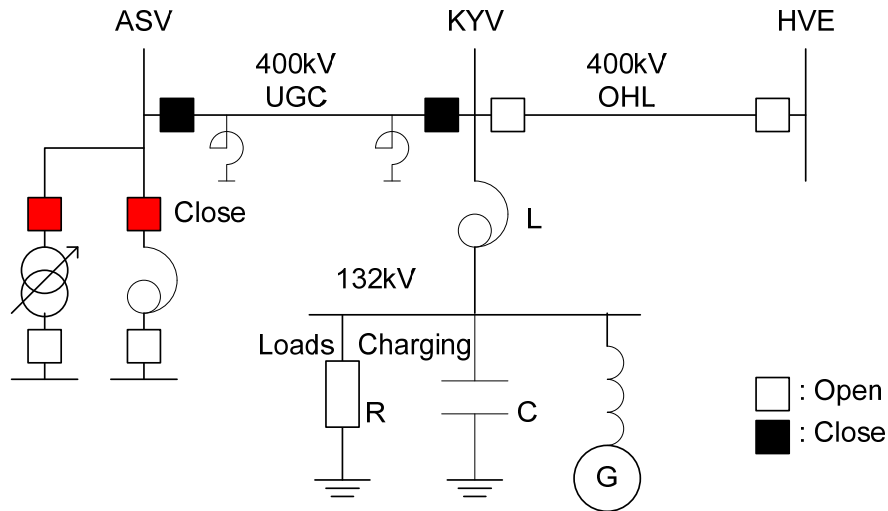 ASV KYV HVE
400kV 400kV
UGC OHL
Close
L
132kV
Loads Charging
R C
G
: Open
: Close